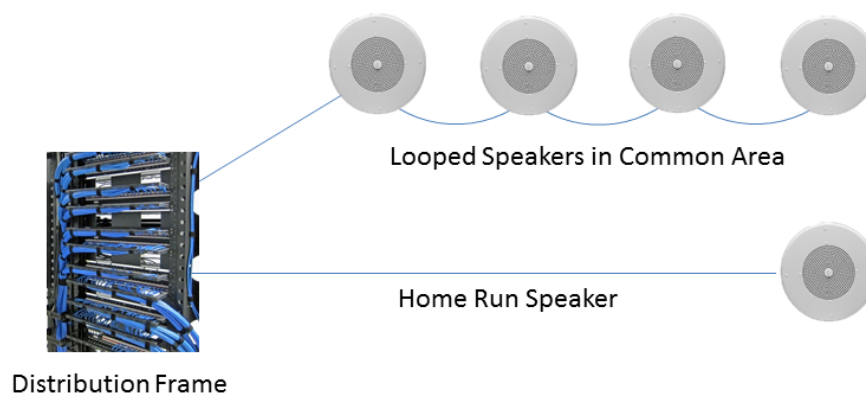 Looped Speakers in Common Area
Home Run Speaker
Distribution Frame